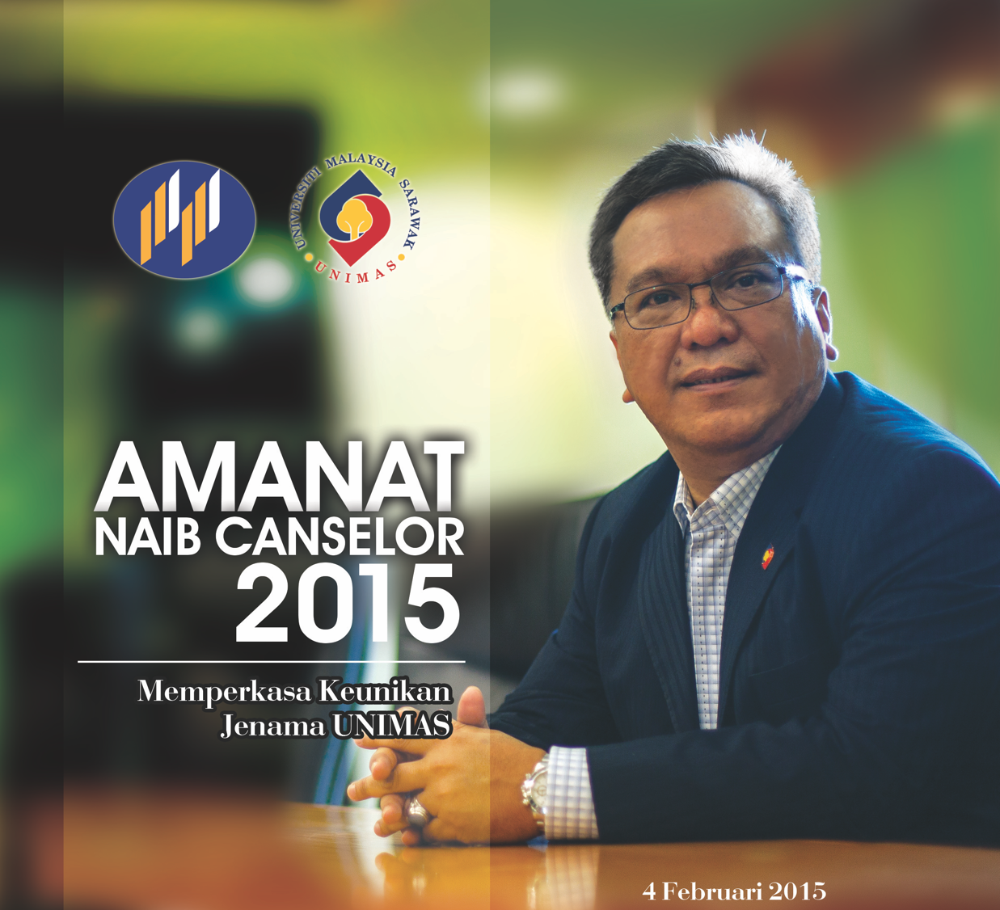 UNIVERSITI MALAYSIA SARAWAK
UNIMAS
AMANAT
NAIB CANSELOR
2015
Memperkasa Keunikan
Jenama UNIMAS
4 Februari 2015